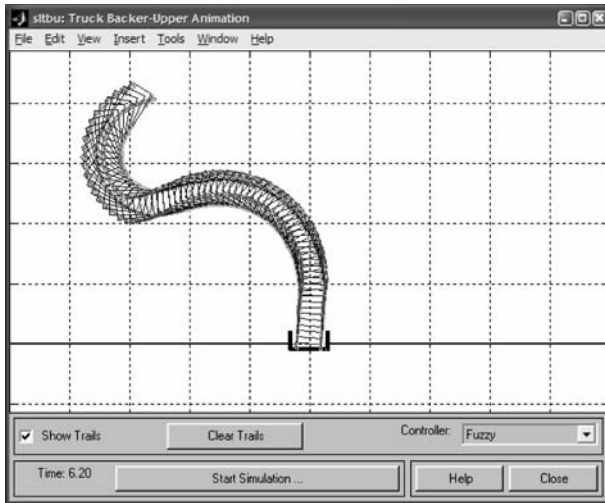 sltbu: Truck Backer-Upper Animation
File Edit View Insert Tools Window Help
Show Trails
Clear Trails
Controller:
Fuzzy
Time: 6.20
Start Simulation ...
Help
Close